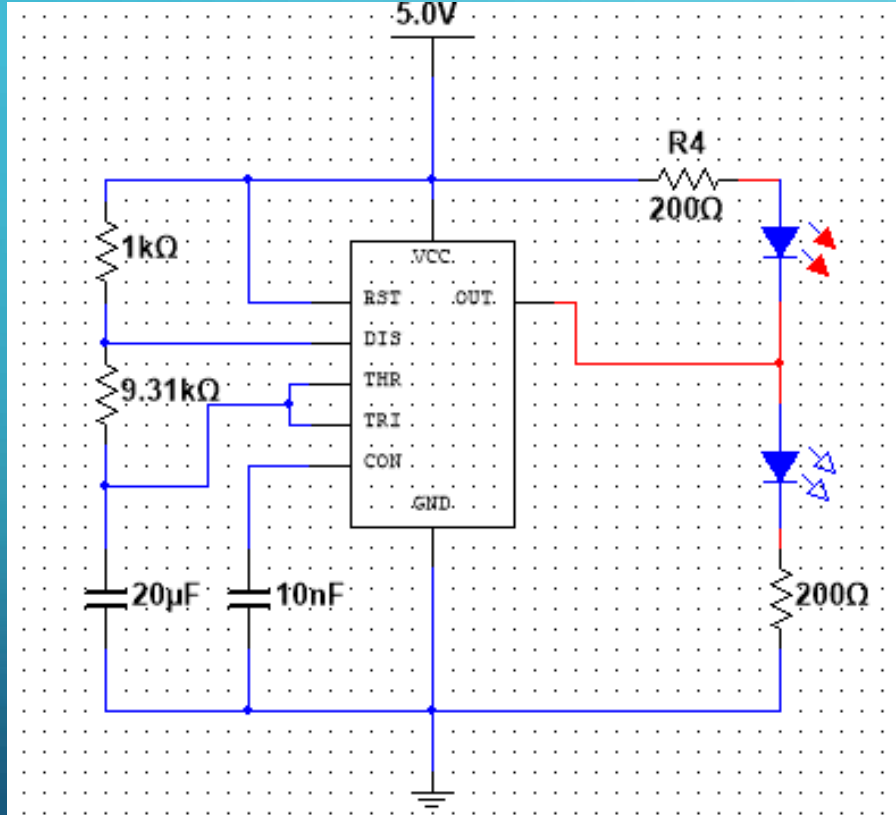 5.0V
R4
200Ω
1kΩ
VCC
RST OUT
DIS
9.31kΩ
THR
TRI
CON
GND
20µF
10nF
200Ω